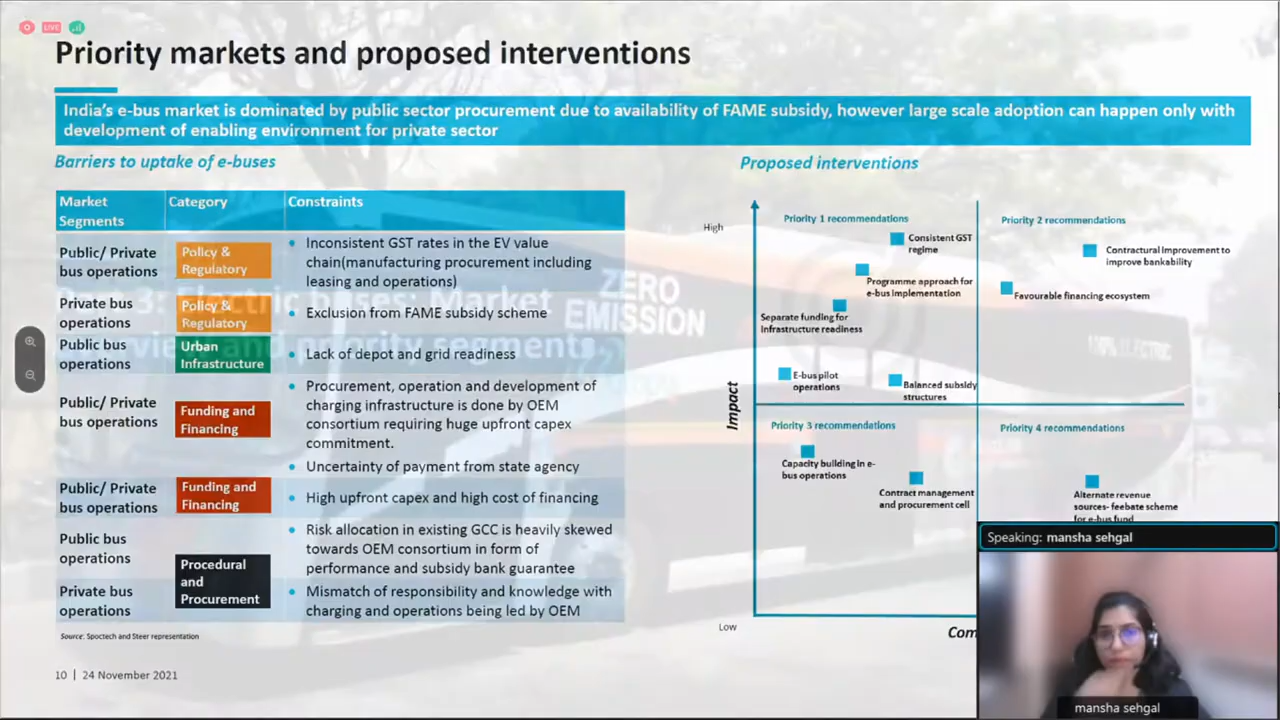 LIVE
Priority markets and proposed interventions
India's e-bus market is dominated by public sector procurement due to availability of FAME subsidy, however large scale adoption can happen only with
development of enabling environment for private sector
Barriers to uptake of e-buses
Market
Segments
Category
Constraints
Public/ Private
bus operations
Policy &
Regulatory
• Inconsistent GST rates in the EV value
chain(manufacturing procurement including
leasing and operations)
Private bus
operations
Policy &
Regulatory
• Exclusion from FAME subsidy scheme
Public bus
operations
Urban
Infrastructure
• Lack of depot and grid readiness
Public/ Private
bus operations
Funding and
Financing
• Procurement, operation and development of
charging infrastructure is done by OEM
consortium requiring huge upfront capex
commitment.
• Uncertainty of payment from state agency
Public/ Private
bus operations
Funding and
Financing
• High upfront capex and high cost of financing
Public bus
operations
Procedural
and
Procurement
• Risk allocation in existing GCC is heavily skewed
towards OEM consortium in form of
performance and subsidy bank guarantee
Private bus
operations
• Mismatch of responsibility and knowledge with
charging and operations being led by OEM
Source: Spoctech and Steer representation
10 | 24 November 2021
Proposed interventions
High
Impact
Low
Com
Priority 1 recommendations
Consistent GST
regime
Programme approach for
e-bus implementation
Separate funding for
infrastructure readiness
E-bus pilot
operations
Balanced subsidy
structures
Priority 2 recommendations
Contractural Improvement to
improve bankability
Favourable financing ecosystem
Priority 3 recommendations
Capacity building in e-
bus operations
Contract management
and procurement cell
Priority 4 recommendations
Alternate revenue
sources- feebate scheme
for e-bus fund
ZERO
EMISSION
100% ELECTRIC
Speaking: mansha sehgal
mansha sehgal